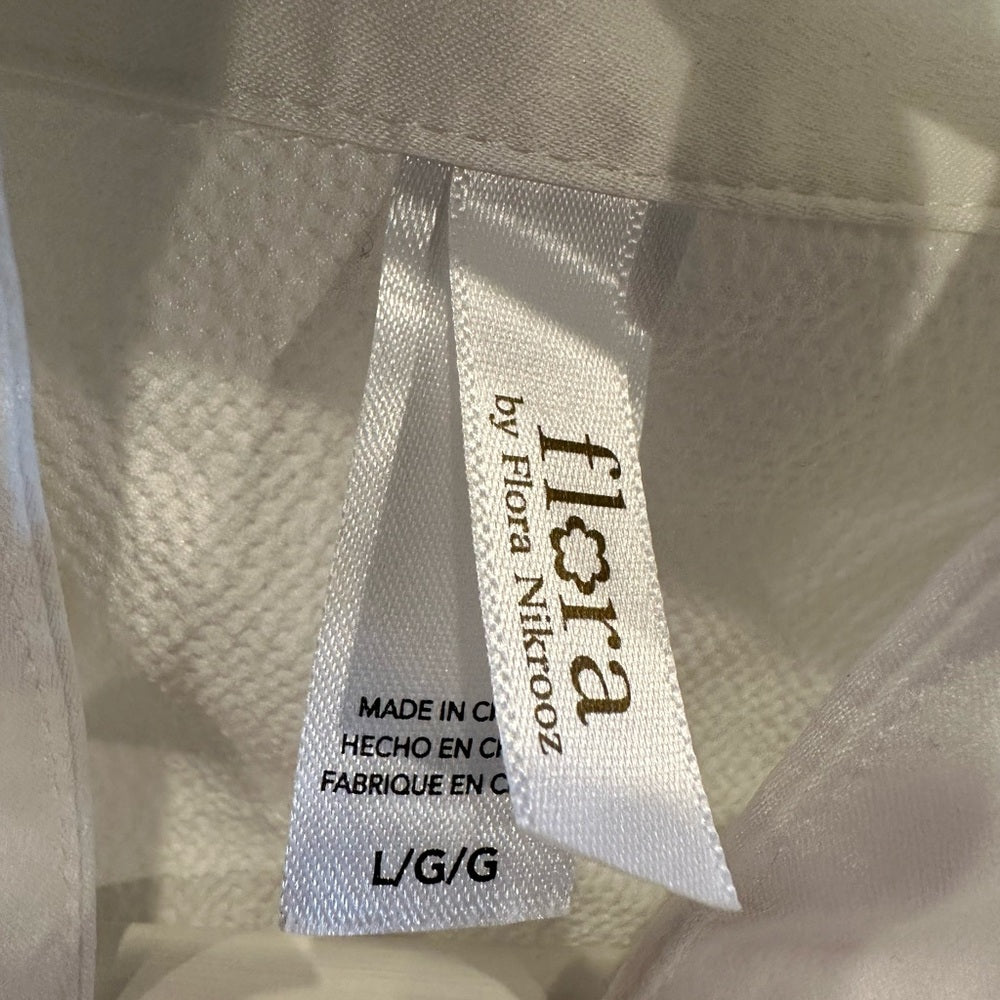 flora
by Flora Nikrooz
MADE IN
HECHO EN
FABRIQUE EN
L/G/G